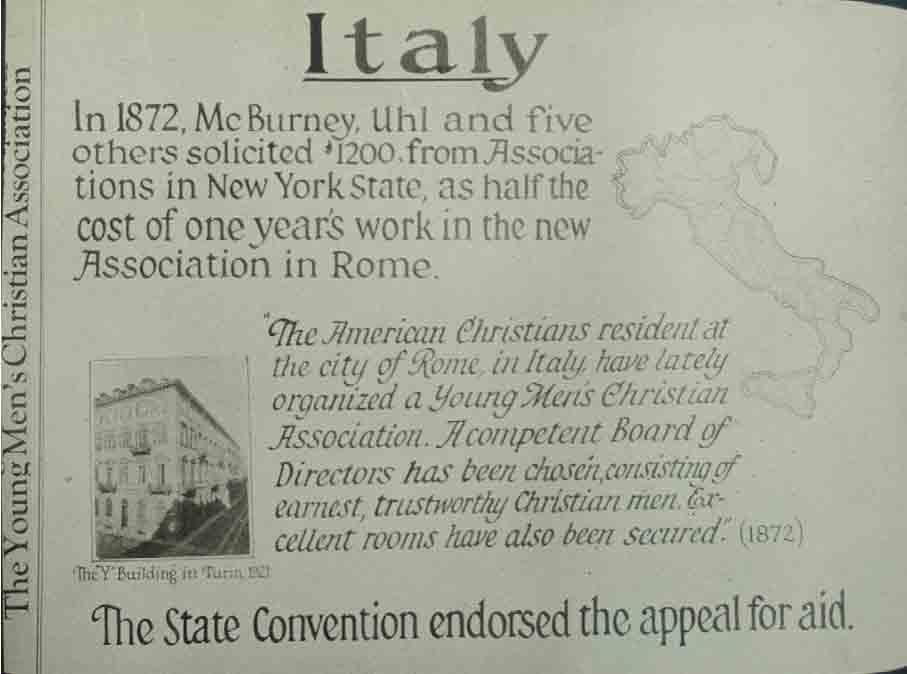 Italy
In 1872, McBurney, Uhl and five
others solicited $1200. from Associa-
tions in New York State, as half the
cost of one year's work in the new
Association in Rome.
"The American Christians resident at
the city of Rome, in Italy, have lately
organized a Young Men's Christian
Association. A competent Board of
Directors has been chosen, consisting of
earnest, trustworthy Christian men. Ex-
cellent rooms have also been secured." (1872)
The "Y" Building in Turin, 1921
The State Convention endorsed the appeal for aid.
The Young Men's Christian Association